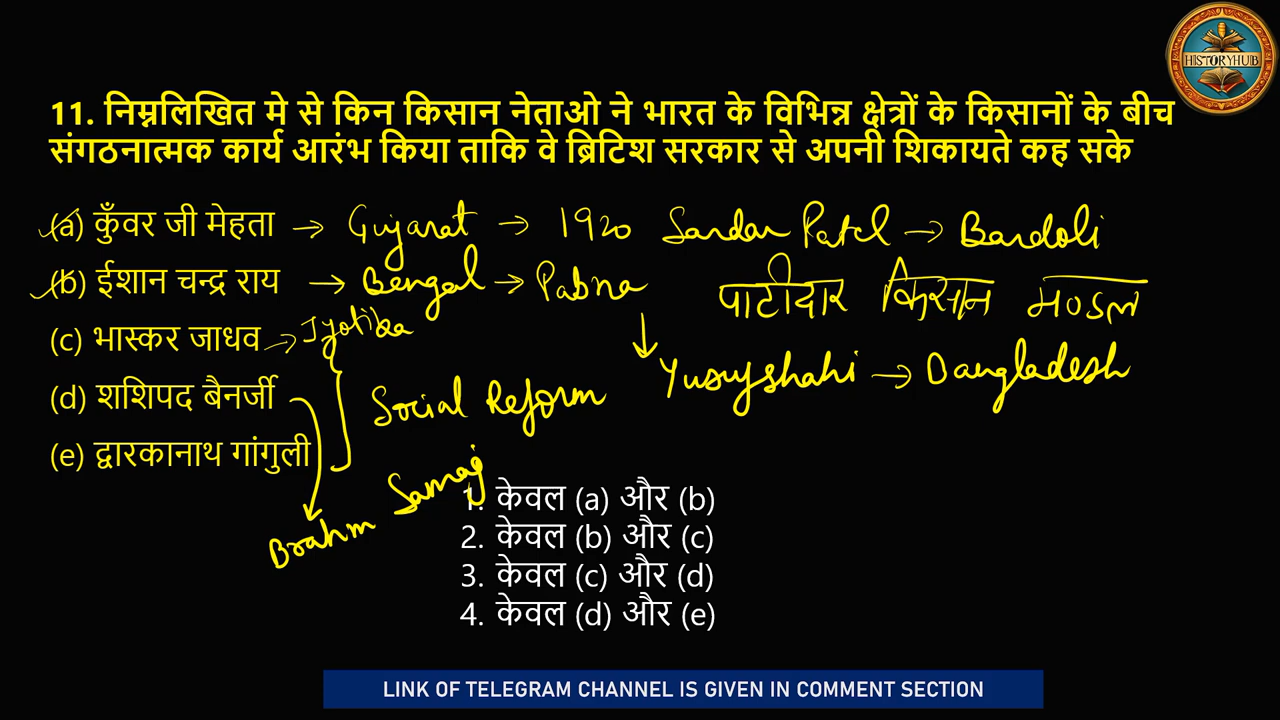 HISTORYHUB
11. निम्नलिखित मे से किन किसान नेताओ ने भारत के विभिन्न क्षेत्रों के किसानों के बीच
संगठनात्मक कार्य आरंभ किया ताकि वे ब्रिटिश सरकार से अपनी शिकायते कह सके
(a) कुँवर जी मेहता → Gujarat → 1920 Sardar Patel → Bardoli
(b) ईशान चन्द्र राय → Bengal → Pabna पाटीदार किसान मण्डल
(c) भास्कर जाधव → Jyotiba
Yusufshahi → Bangladesh
(d) शशिपद बैनर्जी Social Reform
(e) द्वारकानाथ गांगुली
Brahm Samaj
1. केवल (a) और (b)
2. केवल (b) और (c)
3. केवल (c) और (d)
4. केवल (d) और (e)
LINK OF TELEGRAM CHANNEL IS GIVEN IN COMMENT SECTION